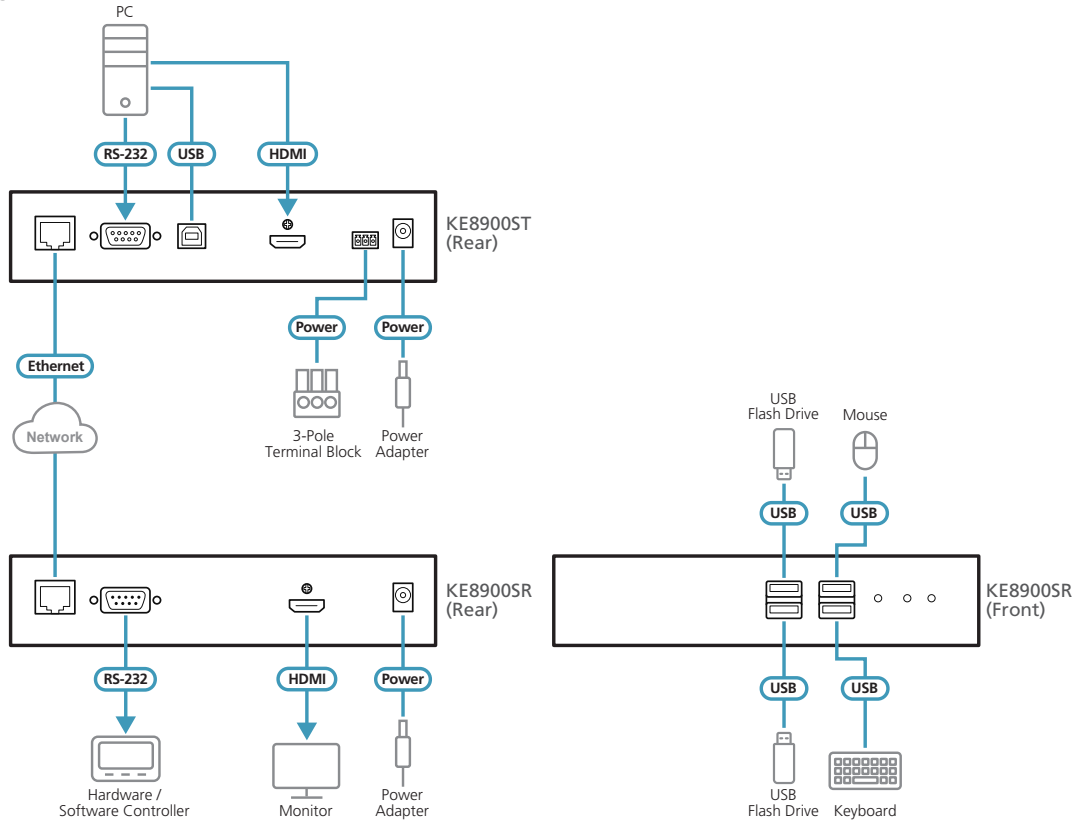 PC
RS-232
USB
HDMI
KE8900ST
(Rear)
Power
Power
Ethernet
Network
3-Pole
Terminal Block
Power
Adapter
KE8900SR
(Rear)
RS-232
HDMI
Power
Hardware /
Software Controller
Monitor
Power
Adapter
USB
Flash Drive
Mouse
USB
USB
KE8900SR
(Front)
USB
USB
USB
Flash Drive
Keyboard